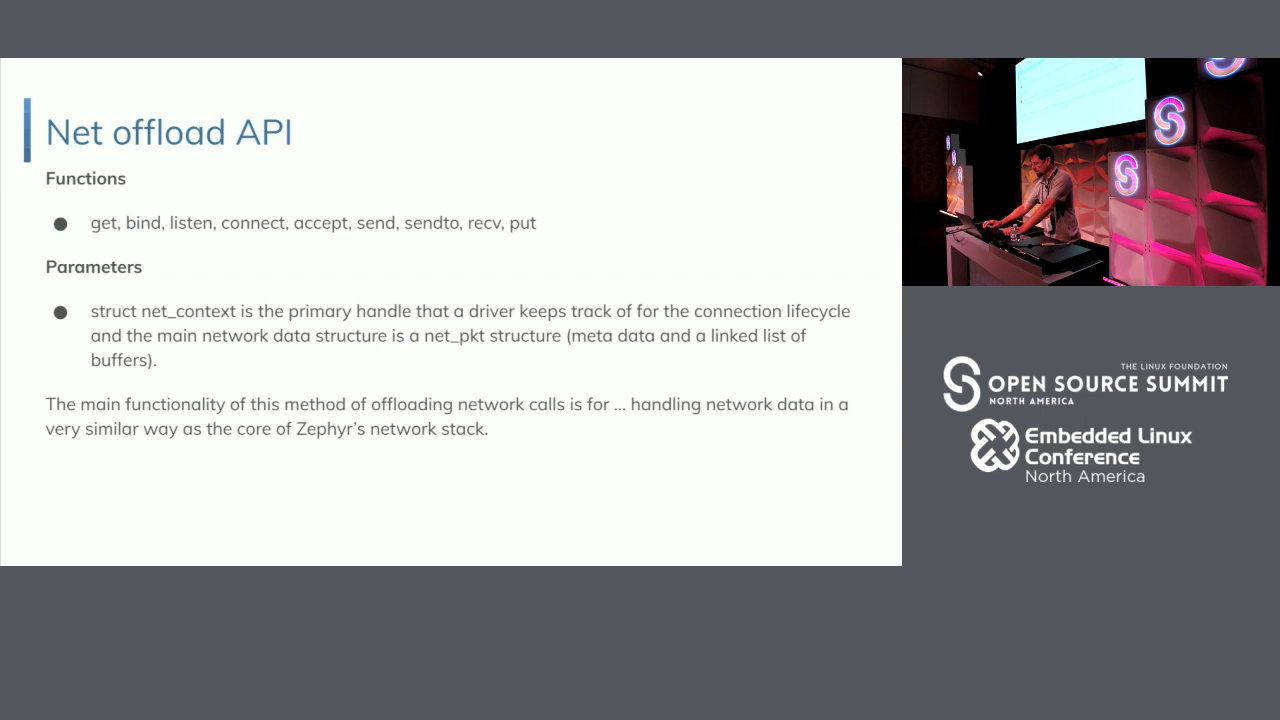 Net offload API
Functions
● get, bind, listen, connect, accept, send, sendto, recv, put
Parameters
● struct net_context is the primary handle that a driver keeps track of for the connection lifecycle
and the main network data structure is a net_pkt structure (meta data and a linked list of
buffers).
The main functionality of this method of offloading network calls is for ... handling network data in a
very similar way as the core of Zephyr's network stack.
THE LINUX FOUNDATION
OPEN SOURCE SUMMIT
NORTH AMERICA
Embedded Linux
Conference
North America